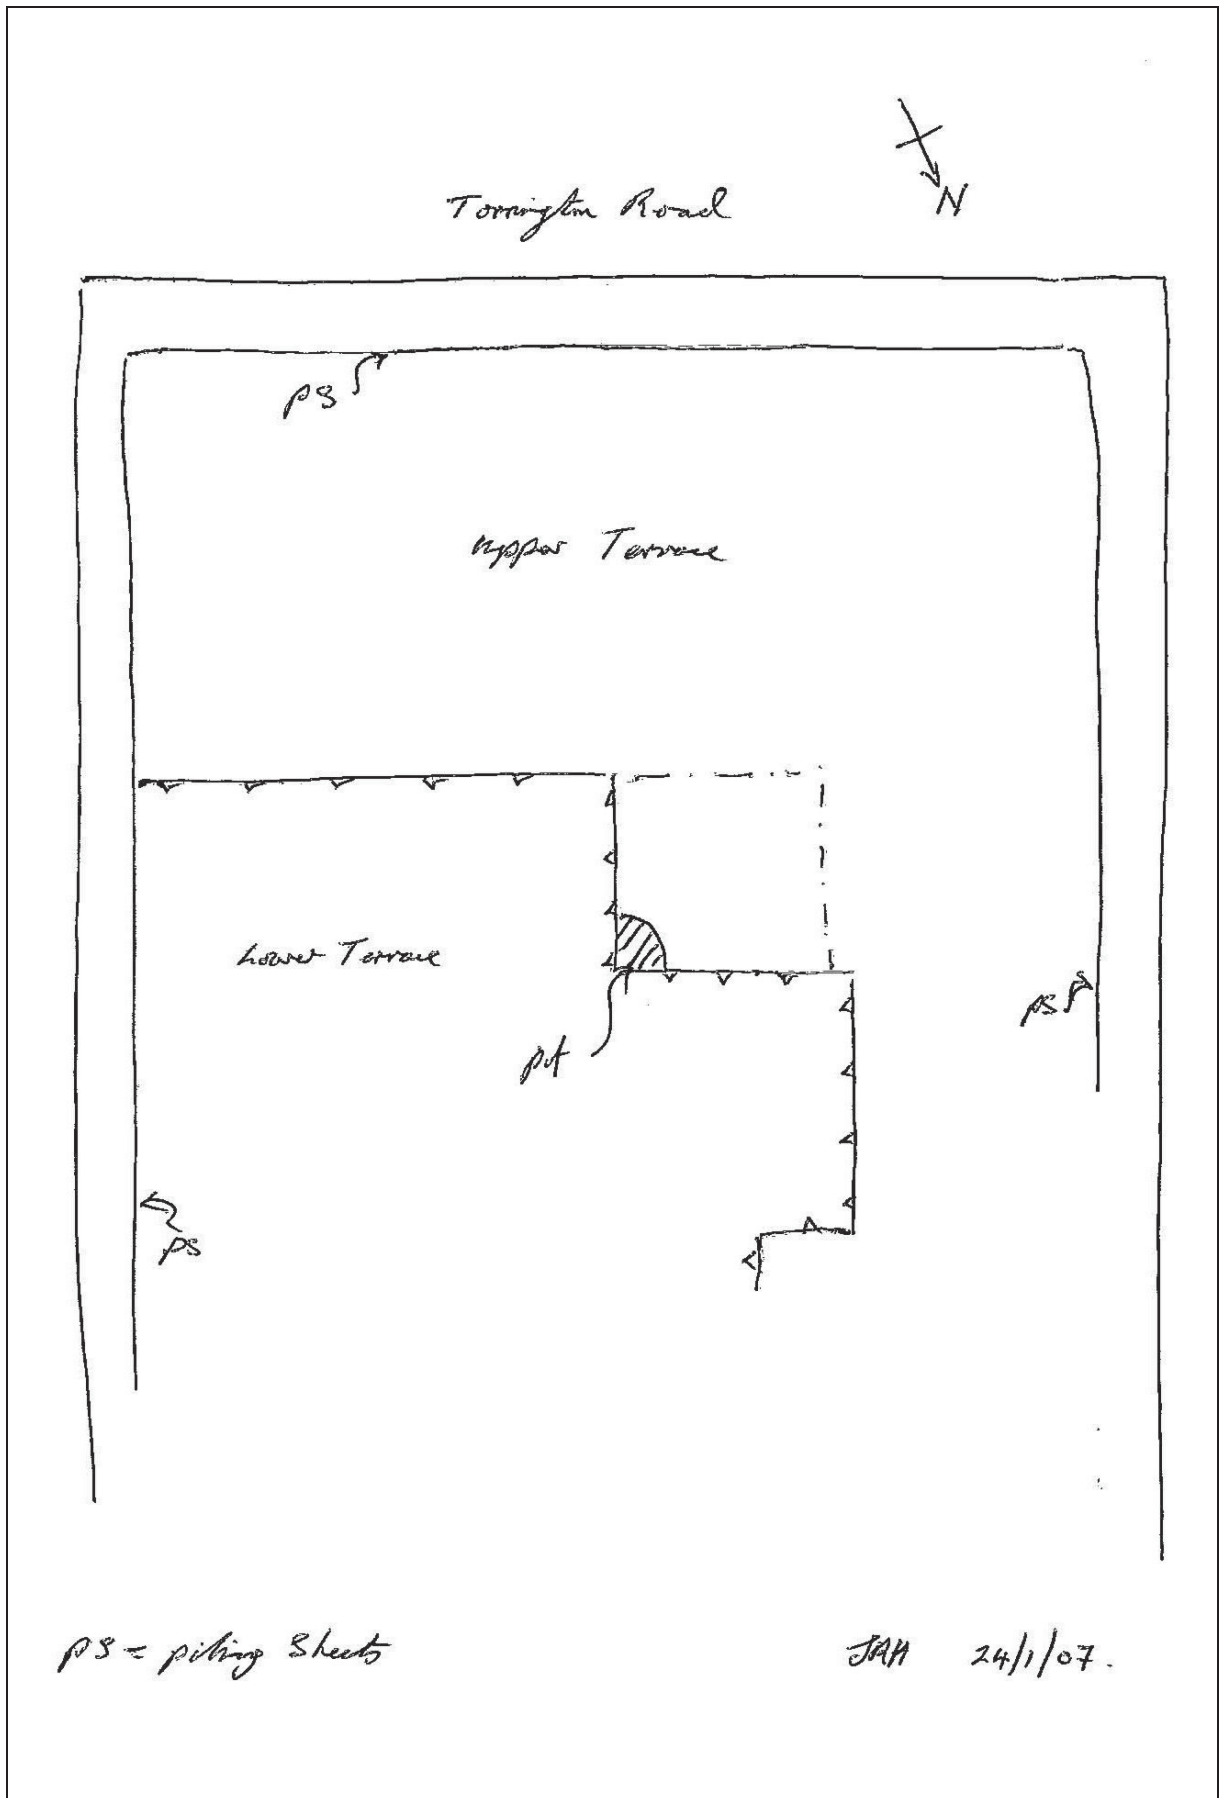 N
Torrington Road
ps
Upper Terrace
Lower Terrace
ps
pit
ps
ps = piling sheets
JAH 24/1/07.